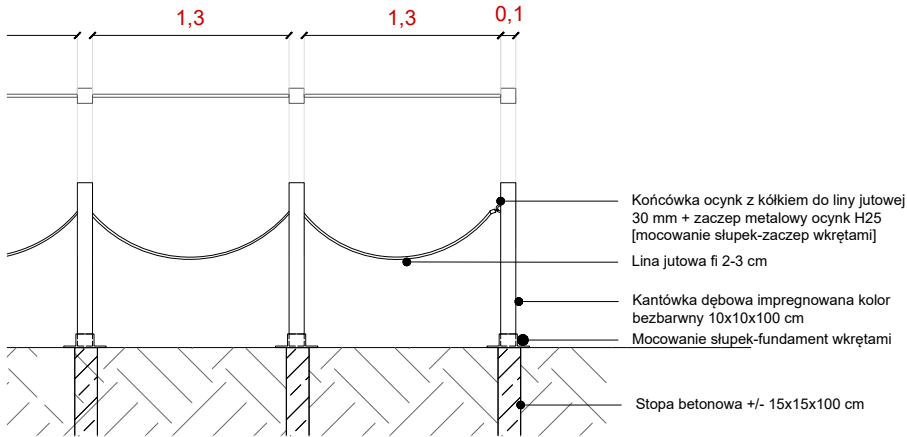 1,3
1,3
0,1
Końcówka ocynk z kółkiem do liny jutowej
30 mm + zaczep metalowy ocynk H25
[mocowanie słupek-zaczep wkrętami]
Lina jutowa fi 2-3 cm
Kantówka dębowa impregnowana kolor
bezbarwny 10x10x100 cm
Mocowanie słupek-fundament wkrętami
Stopa betonowa +/- 15x15x100 cm